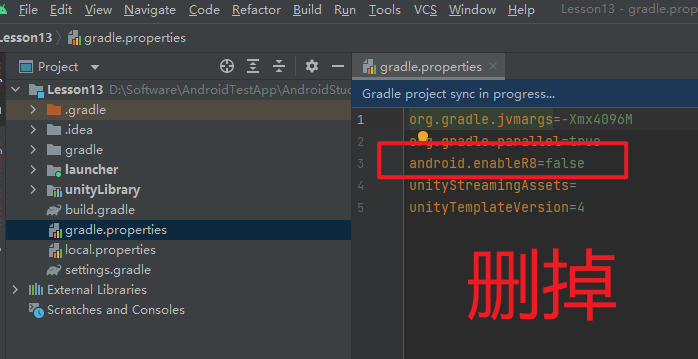 File Edit View Navigate Code Refactor Build Run Tools VCS Window Help Lesson13 - gradle.prop
Lesson13 gradle.properties
Project
gradle.properties
Lesson13 D:\Software\AndroidTestApp\AndroidStu
.gradle
.idea
gradle
launcher
unityLibrary
build.gradle
gradle.properties
local.properties
settings.gradle
External Libraries
Scratches and Consoles
Gradle project sync in progress...
1 org.gradle.jvmargs=-Xmx4096M
2 org.gradle.parallel=true
3 android.enableR8=false
4 unityStreamingAssets=
5 unityTemplateVersion=4
删掉